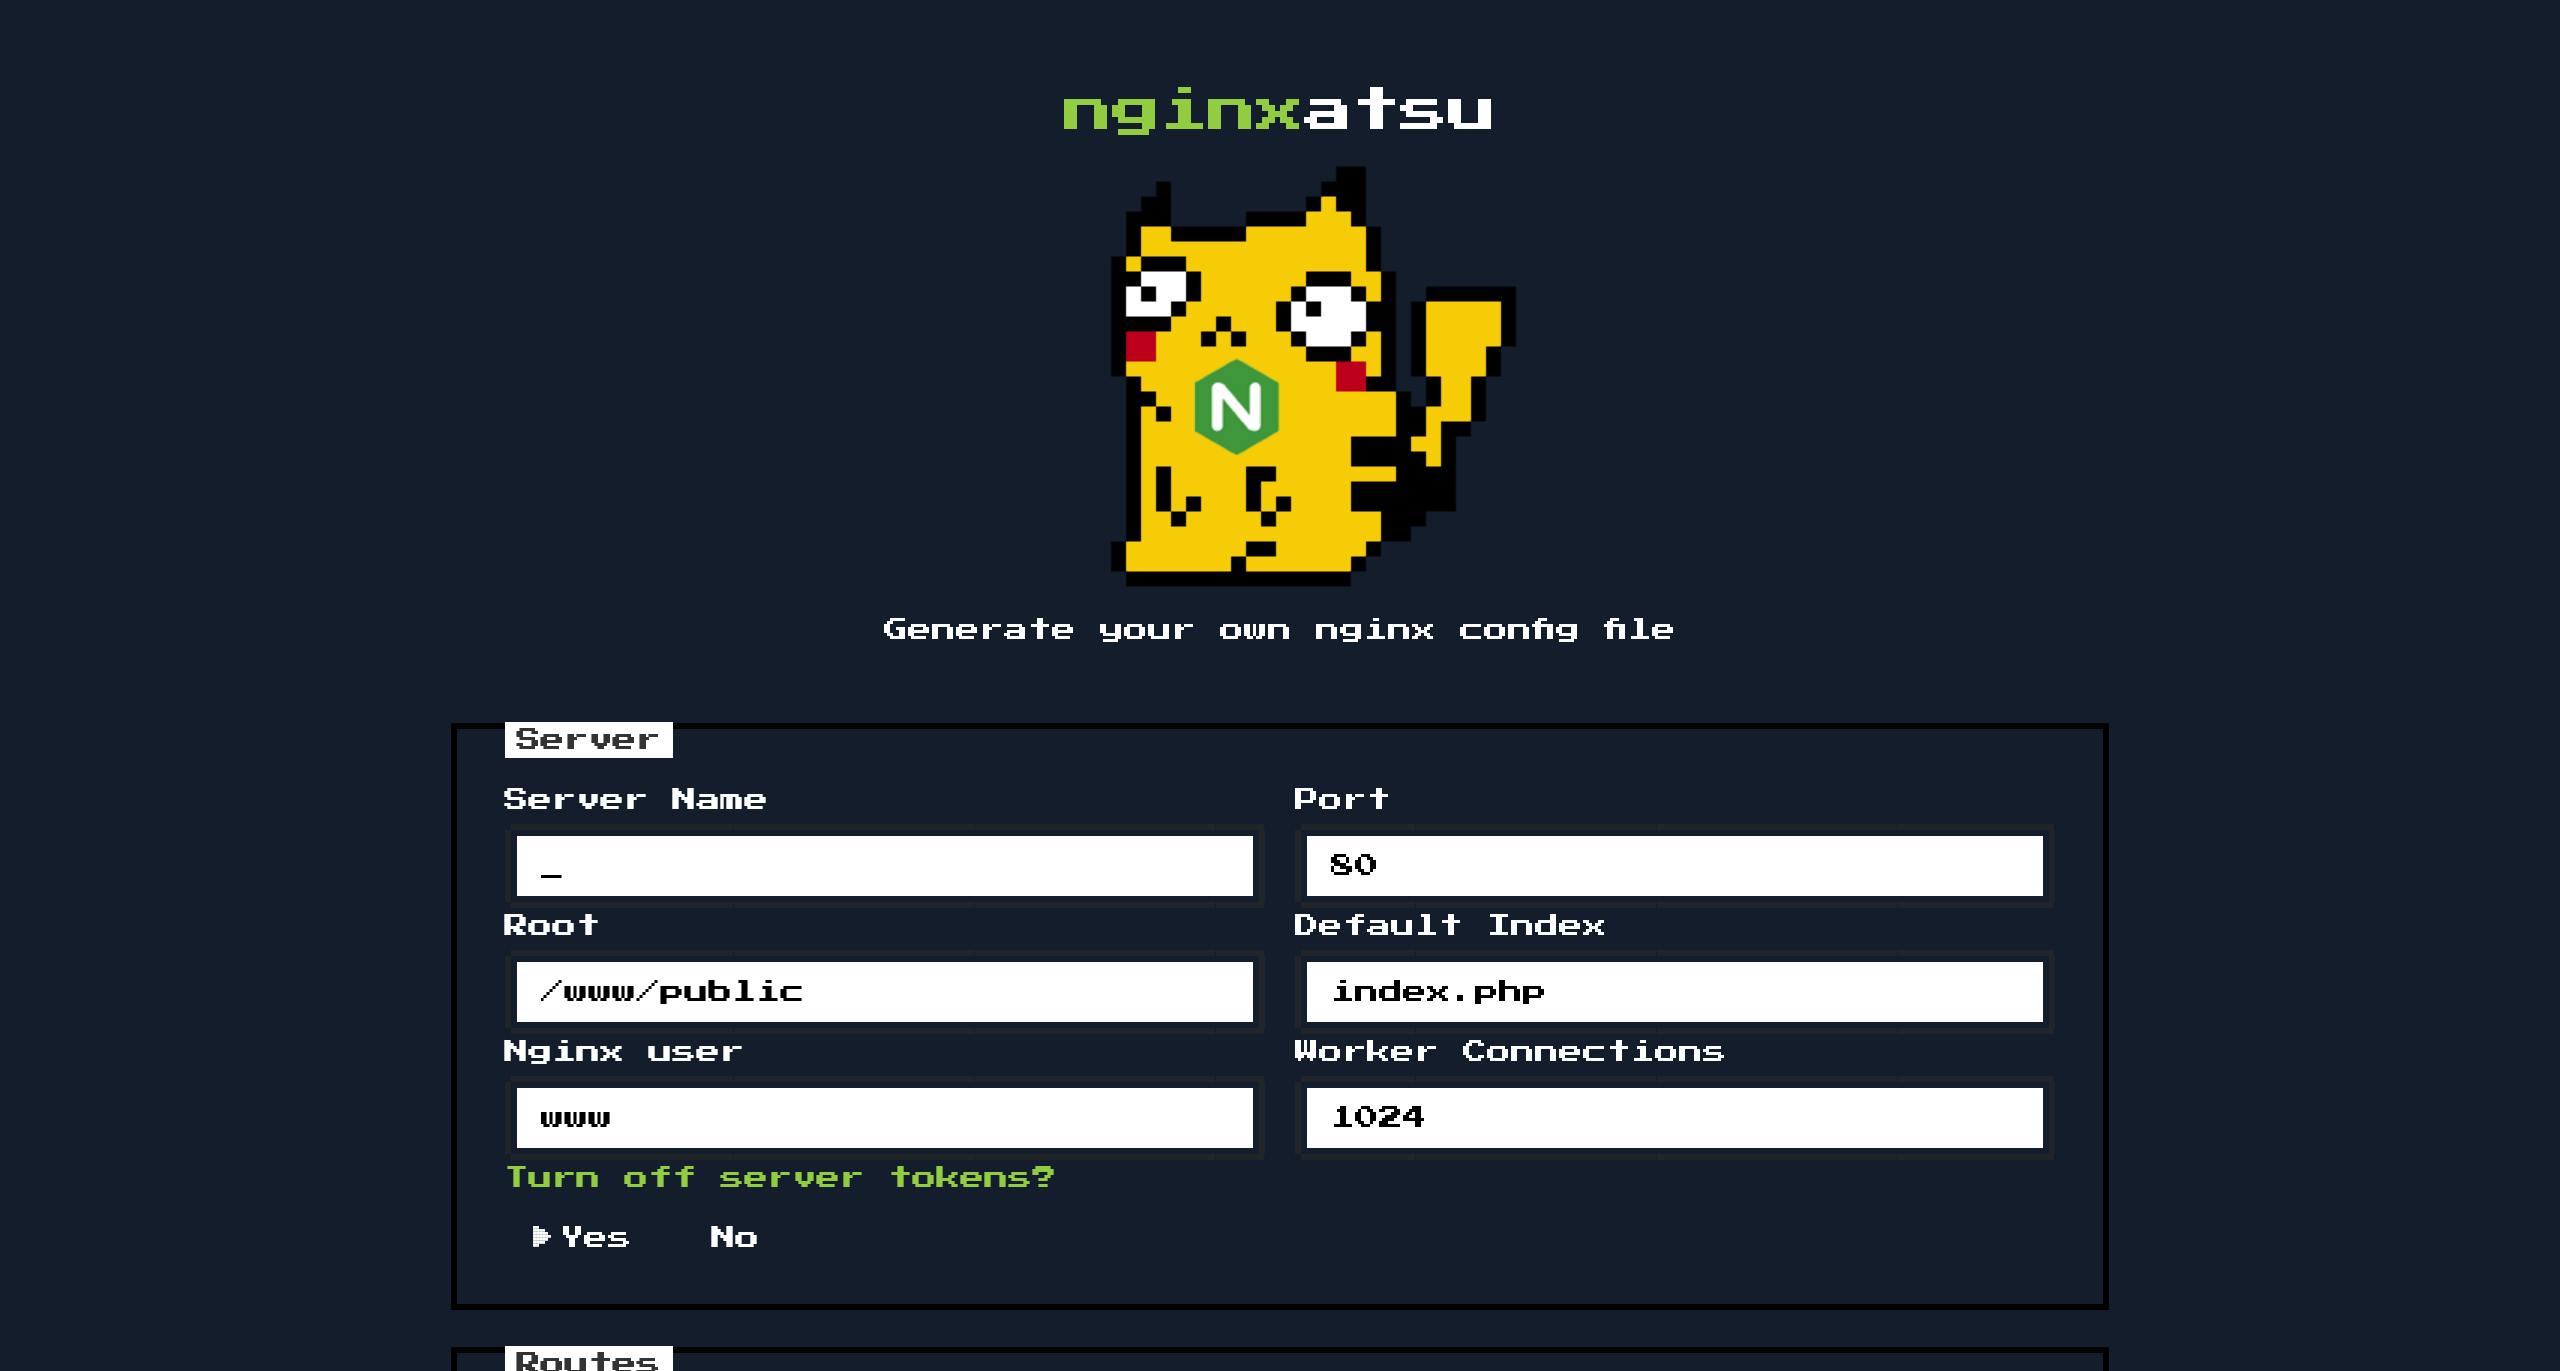 nginxatsu
N
Generate your own nginx config file
Server
Server Name
Port
_
80
Root
Default Index
/www/public
index.php
Nginx user
Worker Connections
www
1024
Turn off server tokens?
Yes No
Routes